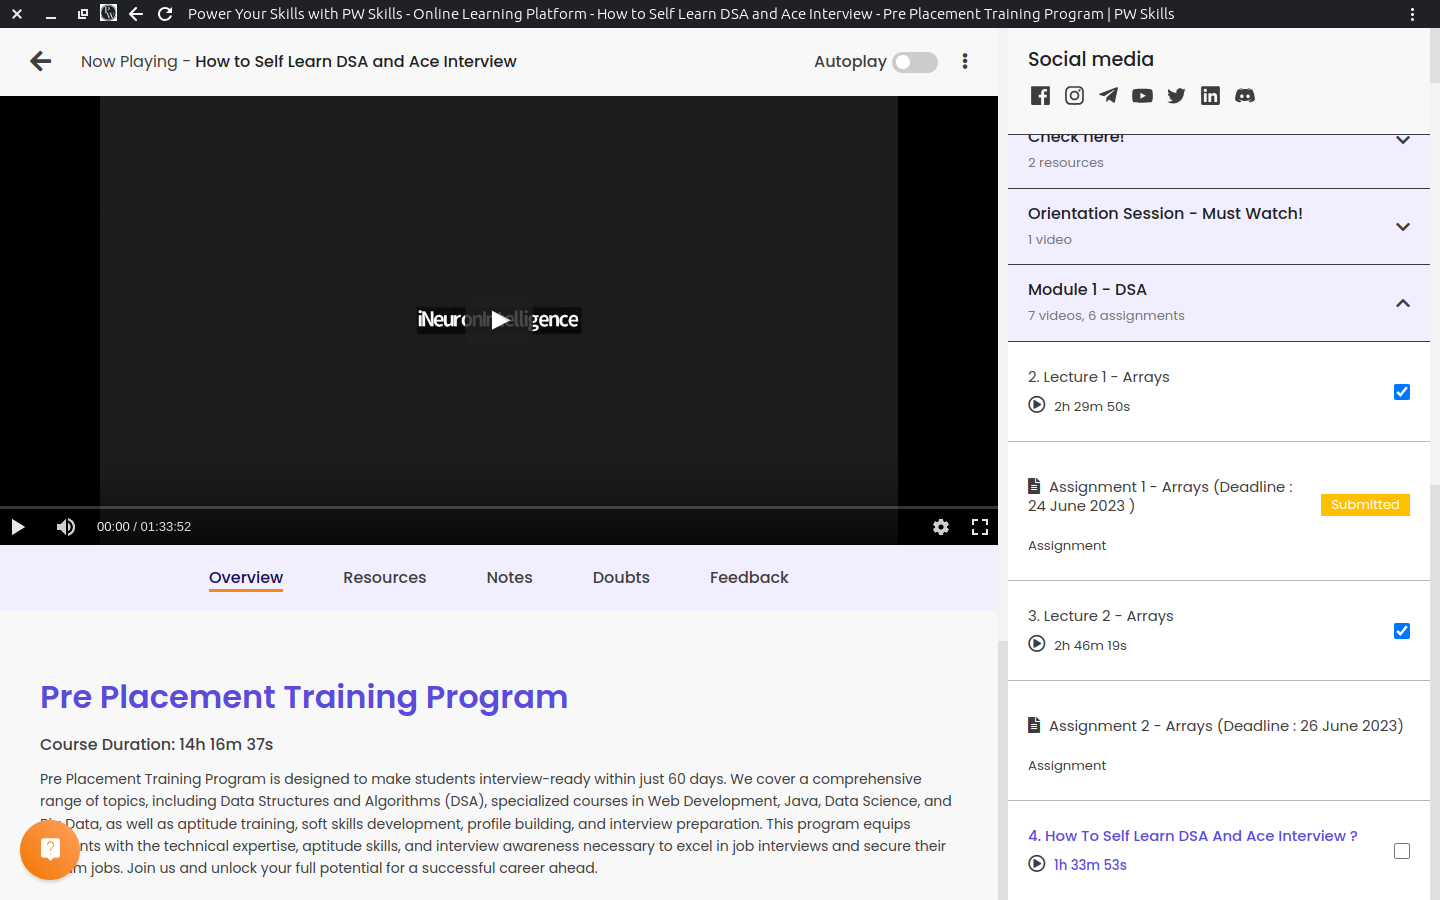 Power Your Skills with PW Skills - Online Learning Platform - How to Self Learn DSA and Ace Interview - Pre Placement Training Program | PW Skills
Now Playing - How to Self Learn DSA and Ace Interview
Autoplay
00:00 / 01:33:52
Overview
Resources
Notes
Doubts
Feedback
Pre Placement Training Program
Course Duration: 14h 16m 37s
Pre Placement Training Program is designed to make students interview-ready within just 60 days. We cover a comprehensive
range of topics, including Data Structures and Algorithms (DSA), specialized courses in Web Development, Java, Data Science, and
Data, as well as aptitude training, soft skills development, profile building, and interview preparation. This program equips
with the technical expertise, aptitude skills, and interview awareness necessary to excel in job interviews and secure their
jobs. Join us and unlock your full potential for a successful career ahead.
Social media
Check here!
2 resources
Orientation Session - Must Watch!
1 video
Module 1 - DSA
7 videos, 6 assignments
2. Lecture 1 - Arrays
2h 29m 50s
Assignment 1 - Arrays (Deadline :
24 June 2023 )
Submitted
Assignment
3. Lecture 2 - Arrays
2h 46m 19s
Assignment 2 - Arrays (Deadline : 26 June 2023)
Assignment
4. How To Self Learn DSA And Ace Interview ?
1h 33m 53s